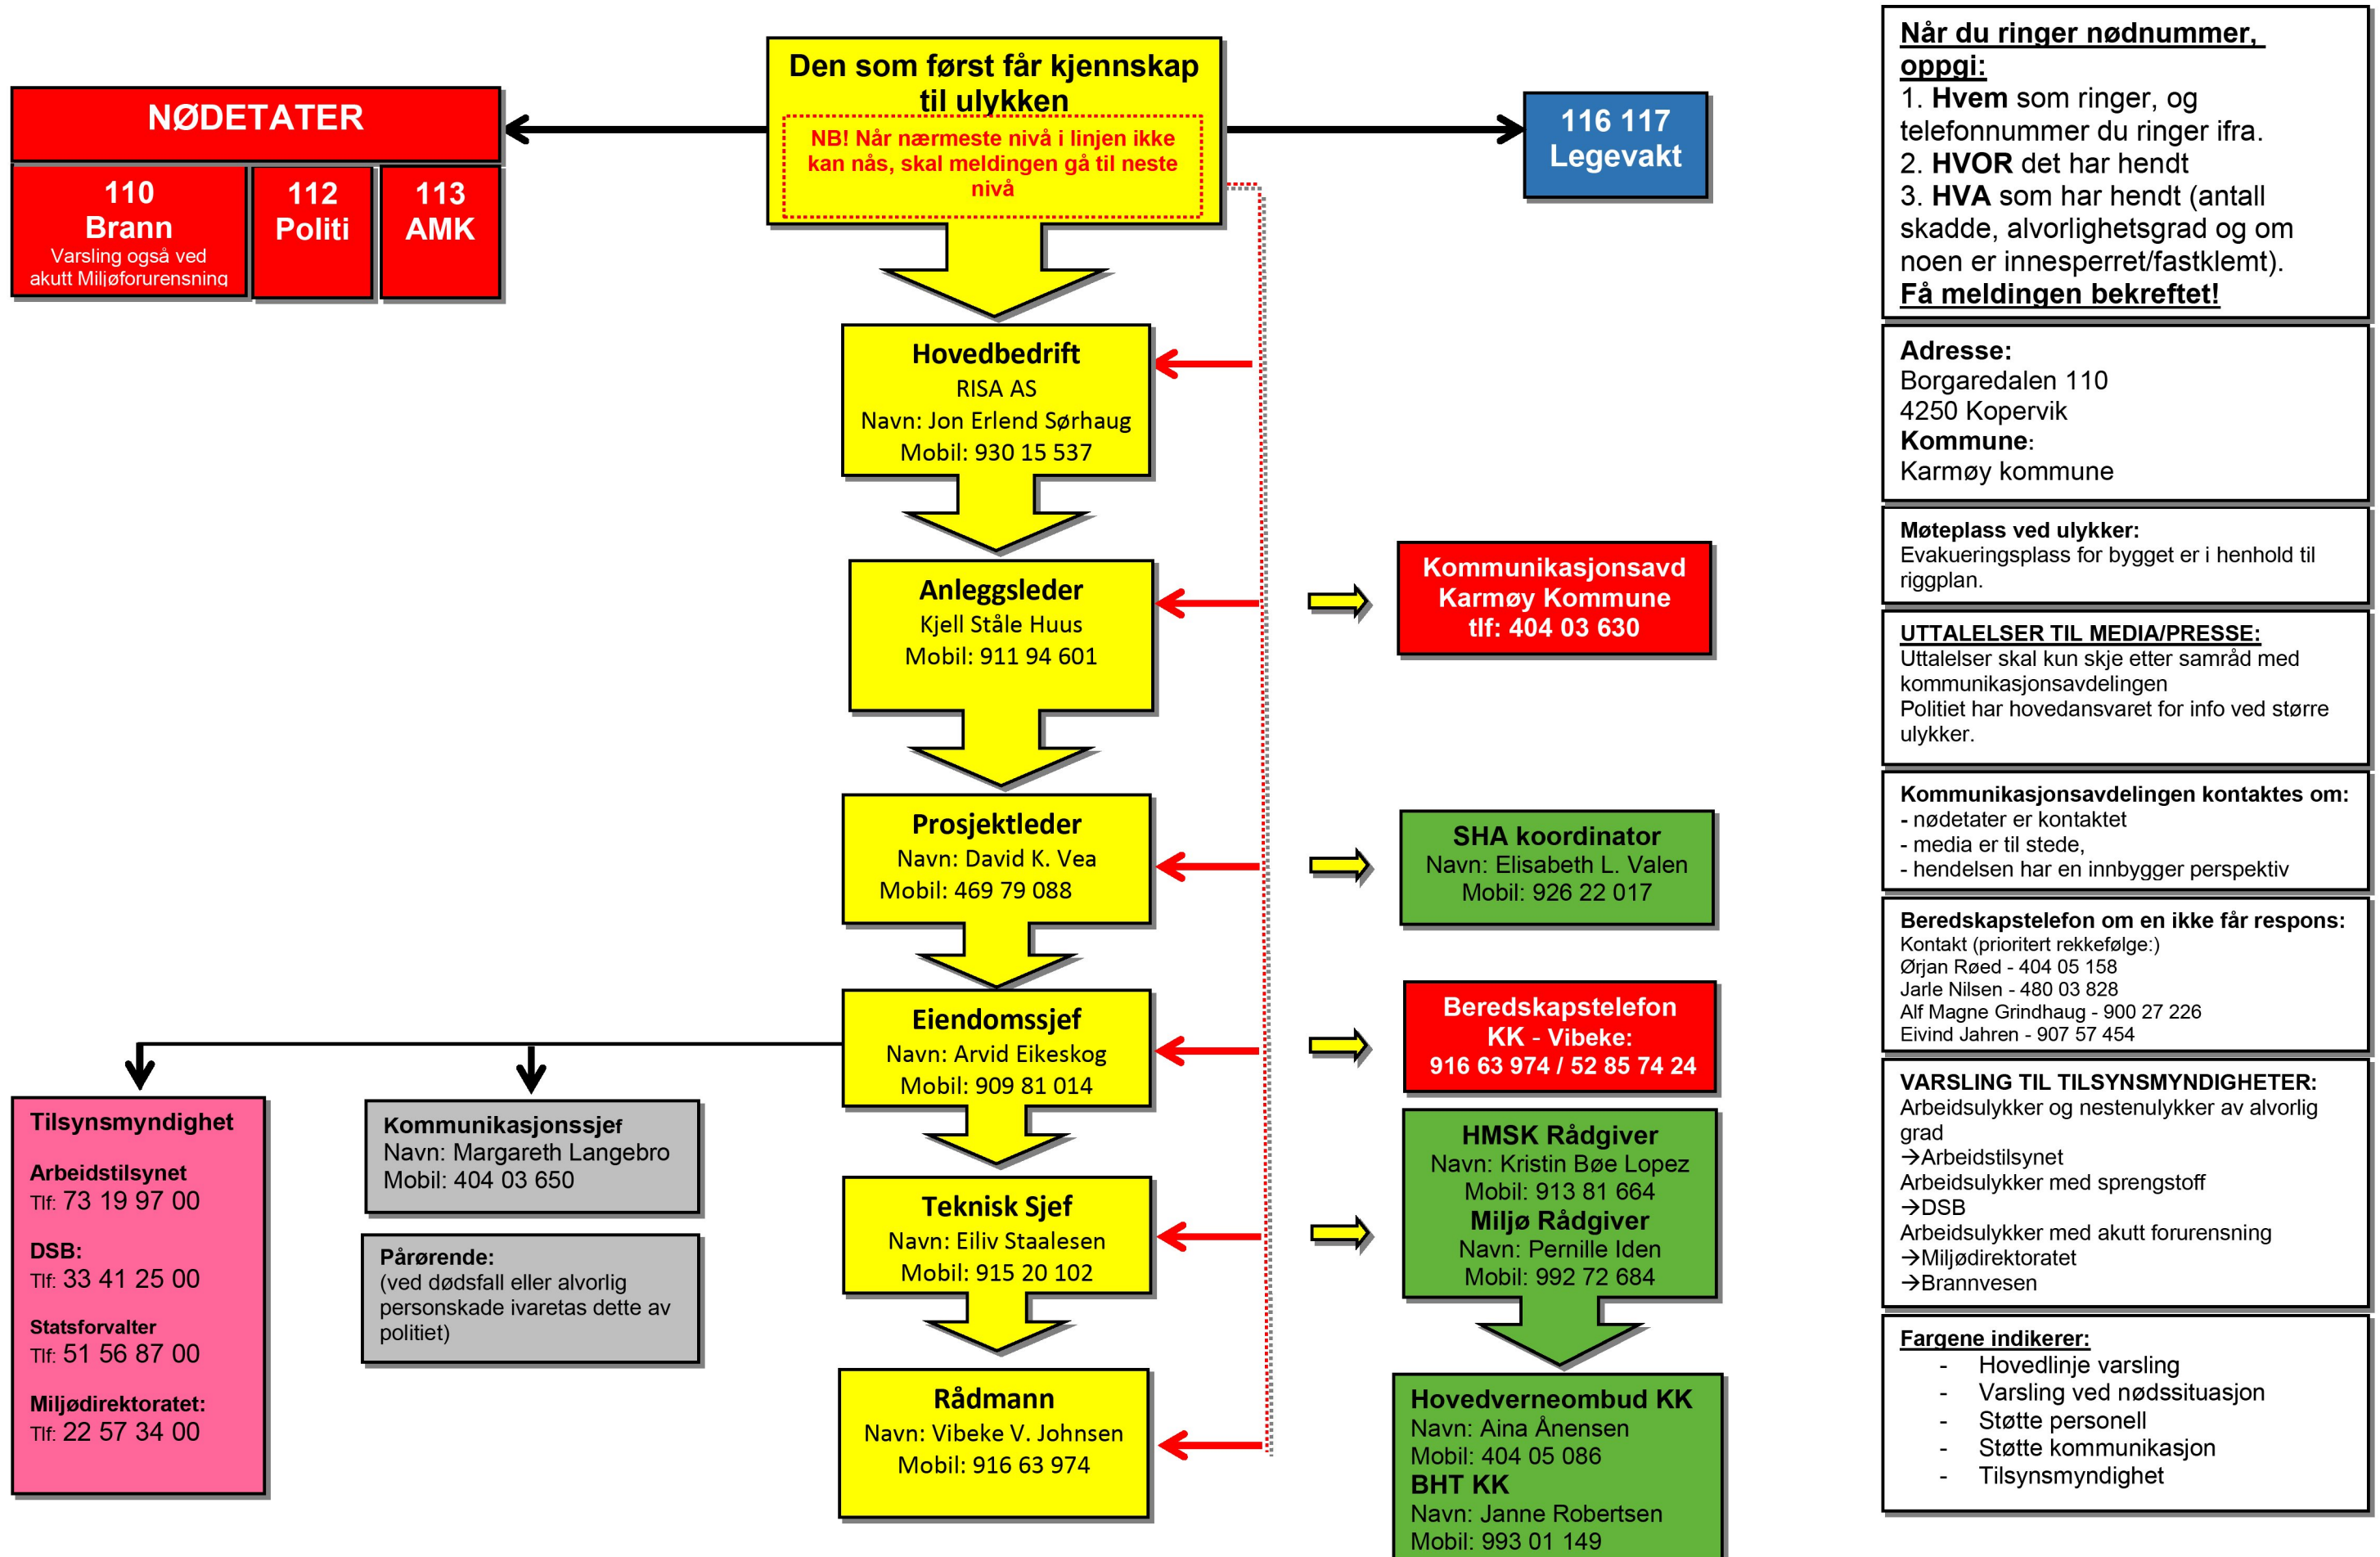 Den som først får kjennskap
til ulykken
NB! Når nærmeste nivå i linjen ikke
kan nås, skal meldingen gå til neste
nivå
NØDETATER
110
Brann
Varsling også ved
akutt Miljøforurensning
112
Politi
113
AMK
116 117
Legevakt
Hovedbedrift
RISA AS
Navn: Jon Erlend Sørhaug
Mobil: 930 15 537
Anleggsleder
Kjell Ståle Huus
Mobil: 911 94 601
Kommunikasjonsavd
Karmøy Kommune
tlf: 404 03 630
Prosjektleder
Navn: David K. Vea
Mobil: 469 79 088
SHA koordinator
Navn: Elisabeth L. Valen
Mobil: 926 22 017
Eiendomssjef
Navn: Arvid Eikeskog
Mobil: 909 81 014
Beredskapstelefon
KK - Vibeke:
916 63 974 / 52 85 74 24
Tilsynsmyndighet
Arbeidstilsynet
Tlf: 73 19 97 00
DSB:
Tlf: 33 41 25 00
Statsforvalter
Tlf: 51 56 87 00
Miljødirektoratet:
Tlf: 22 57 34 00
Kommunikasjonssjef
Navn: Margareth Langebro
Mobil: 404 03 650
Pårørende:
(ved dødsfall eller alvorlig
personskade ivaretas dette av
politiet)
Teknisk Sjef
Navn: Eiliv Staalesen
Mobil: 915 20 102
HMSK Rådgiver
Navn: Kristin Bøe Lopez
Mobil: 913 81 664
Miljø Rådgiver
Navn: Pernille Iden
Mobil: 992 72 684
Rådmann
Navn: Vibeke V. Johnsen
Mobil: 916 63 974
Hovedverneombud KK
Navn: Aina Ånensen
Mobil: 404 05 086
BHT KK
Navn: Janne Robertsen
Mobil: 993 01 149
Når du ringer nødnummer,
oppgi:
1. Hvem som ringer, og
telefonnummer du ringer ifra.
2. HVOR det har hendt
3. HVA som har hendt (antall
skadde, alvorlighetsgrad og om
noen er innesperret/fastklemt).
Få meldingen bekreftet!
Adresse:
Borgaredalen 110
4250 Kopervik
Kommune:
Karmøy kommune
Møteplass ved ulykker:
Evakueringsplass for bygget er i henhold til
riggplan.
UTTALELSER TIL MEDIA/PRESSE:
Uttalelser skal kun skje etter samråd med
kommunikasjonsavdelingen
Politiet har hovedansvaret for info ved større
ulykker.
Kommunikasjonsavdelingen kontaktes om:
- nødetater er kontaktet
- media er til stede,
- hendelsen har en innbygger perspektiv
Beredskapstelefon om en ikke får respons:
Kontakt (prioritert rekkefølge:)
Ørjan Røed - 404 05 158
Jarle Nilsen - 480 03 828
Alf Magne Grindhaug - 900 27 226
Eivind Jahren - 907 57 454
VARSLING TIL TILSYNSMYNDIGHETER:
Arbeidsulykker og nestenulykker av alvorlig
grad
→Arbeidstilsynet
Arbeidsulykker med sprengstoff
→DSB
Arbeidsulykker med akutt forurensning
→Miljødirektoratet
→Brannvesen
Fargene indikerer:
- Hovedlinje varsling
- Varsling ved nødssituasjon
- Støtte personell
- Støtte kommunikasjon
- Tilsynsmyndighet